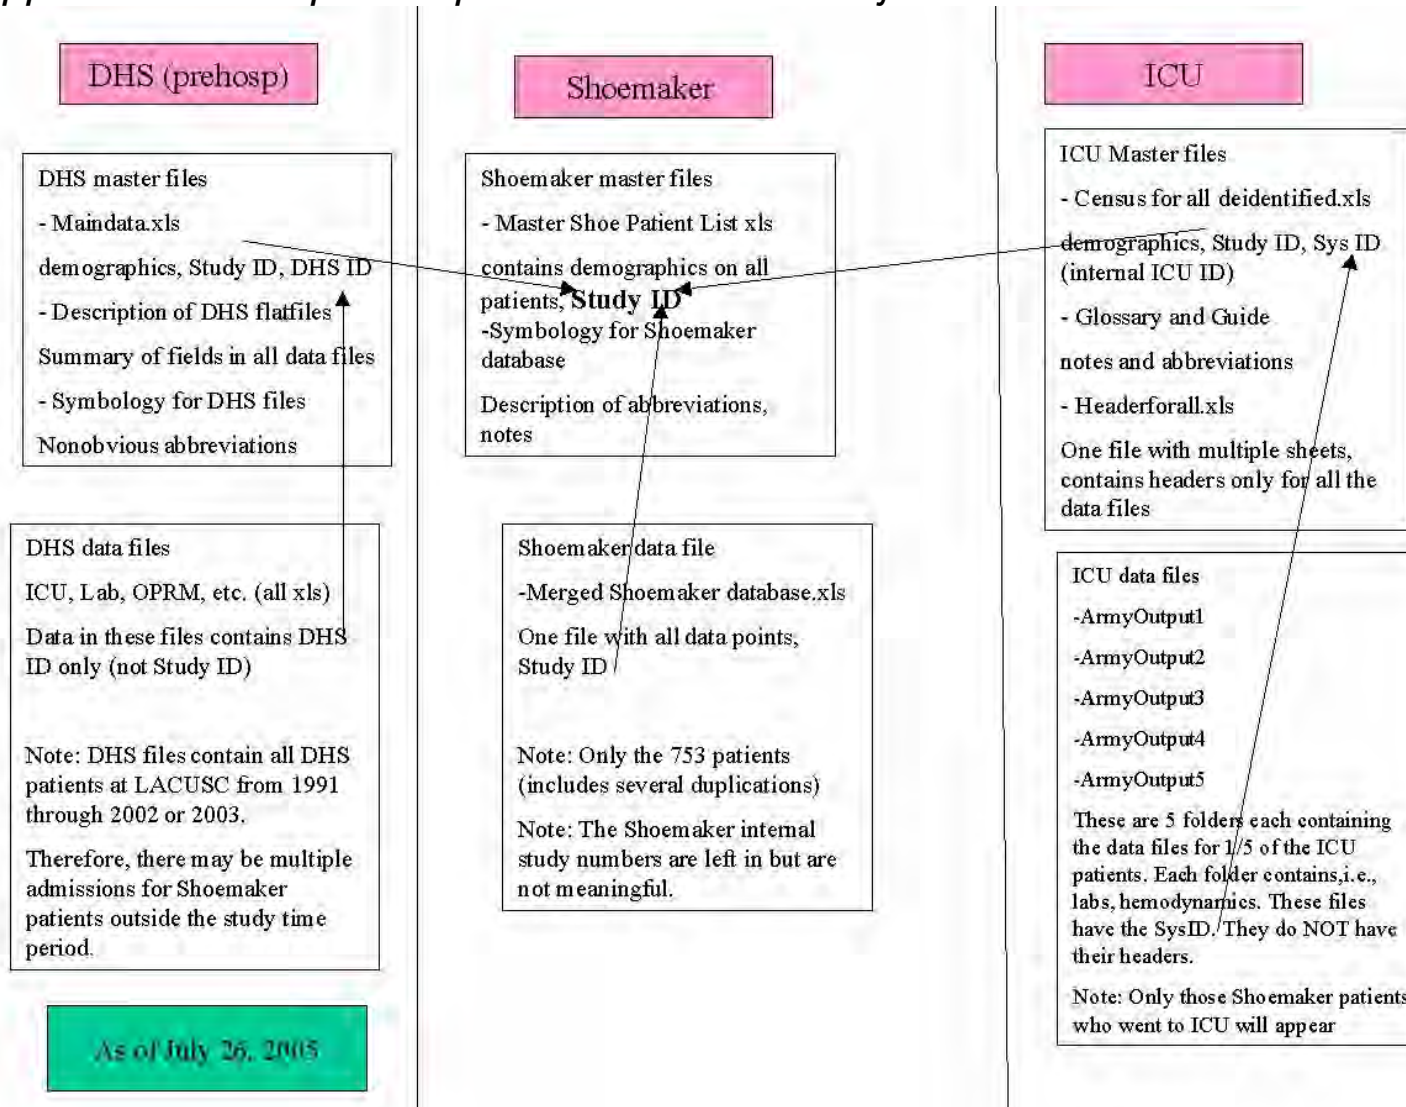 DHS (prehosp)
DHS master files
- Maindata.xls
demographics, Study ID, DHS ID
- Description of DHS flatfiles
Summary of fields in all data files
- Symbology for DHS files
Nonobvious abbreviations
DHS data files
ICU, Lab, OPRM, etc. (all xls)
Data in these files contains DHS
ID only (not Study ID)
Note: DHS files contain all DHS
patients at LACUSC from 1991
through 2002 or 2003.
Therefore, there may be multiple
admissions for Shoemaker
patients outside the study time
period.
As of July 26, 2005
Shoemaker
Shoemaker master files
- Master Shoe Patient List xls
contains demographics on all
patients, Study ID
-Symbology for Shoemaker
database
Description of abbreviations,
notes
Shoemaker data file
-Merged Shoemaker database.xls
One file with all data points,
Study ID
Note: Only the 753 patients
(includes several duplications)
Note: The Shoemaker internal
study numbers are left in but are
not meaningful.
ICU
ICU Master files
- Census for all deidentified.xls
demographics, Study ID, Sys ID
(internal ICU ID)
- Glossary and Guide
notes and abbreviations
- Headerforall.xls
One file with multiple sheets,
contains headers only for all the
data files
ICU data files
-ArmyOutput1
-ArmyOutput2
-ArmyOutput3
-ArmyOutput4
-ArmyOutput5
These are 5 folders each containing
the data files for 1/5 of the ICU
patients. Each folder contains,i.e.,
labs, hemodynamics. These files
have the SysID. They do NOT have
their headers.
Note: Only those Shoemaker patients
who went to ICU will appear